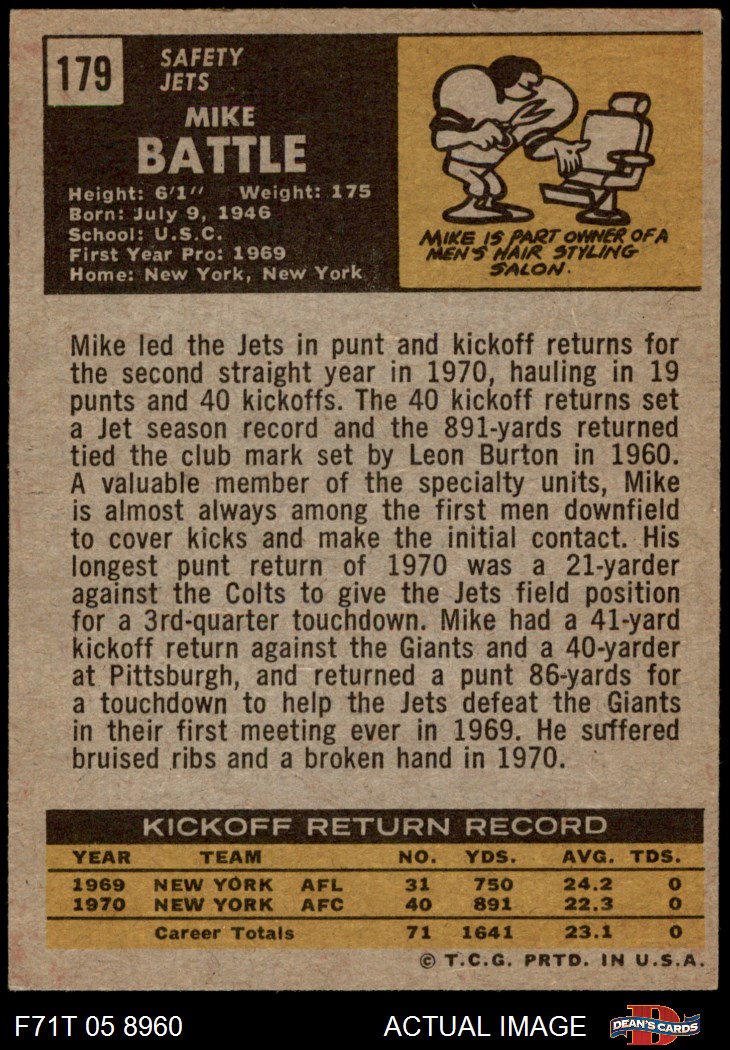 179
SAFETY
JETS
MIKE
BATTLE
Height: 6'1" Weight: 175
Born: July 9, 1946
School: U.S.C.
First Year Pro: 1969
Home: New York, New York
MIKE IS PART OWNER OF A
MEN'S HAIR STYLING
SALON.
Mike led the Jets in punt and kickoff returns for
the second straight year in 1970, hauling in 19
punts and 40 kickoffs. The 40 kickoff returns set
a Jet season record and the 891-yards returned
tied the club mark set by Leon Burton in 1960.
A valuable member of the specialty units, Mike
is almost always among the first men downfield
to cover kicks and make the initial contact. His
longest punt return of 1970 was a 21-yarder
against the Colts to give the Jets field position
for a 3rd-quarter touchdown. Mike had a 41-yard
kickoff return against the Giants and a 40-yarder
at Pittsburgh, and returned a punt 86-yards for
a touchdown to help the Jets defeat the Giants
in their first meeting ever in 1969. He suffered
bruised ribs and a broken hand in 1970.
KICKOFF RETURN RECORD
YEAR TEAM NO. YDS. AVG. TDS.
1969 NEW YORK AFL 31 750 24.2 0
1970 NEW YORK AFC 40 891 22.3 0
Career Totals 71 1641 23.1 0
© T.C.G. PRTD. IN U.S.A.
F71T 05 8960 ACTUAL IMAGE D DEAN'S CARDS